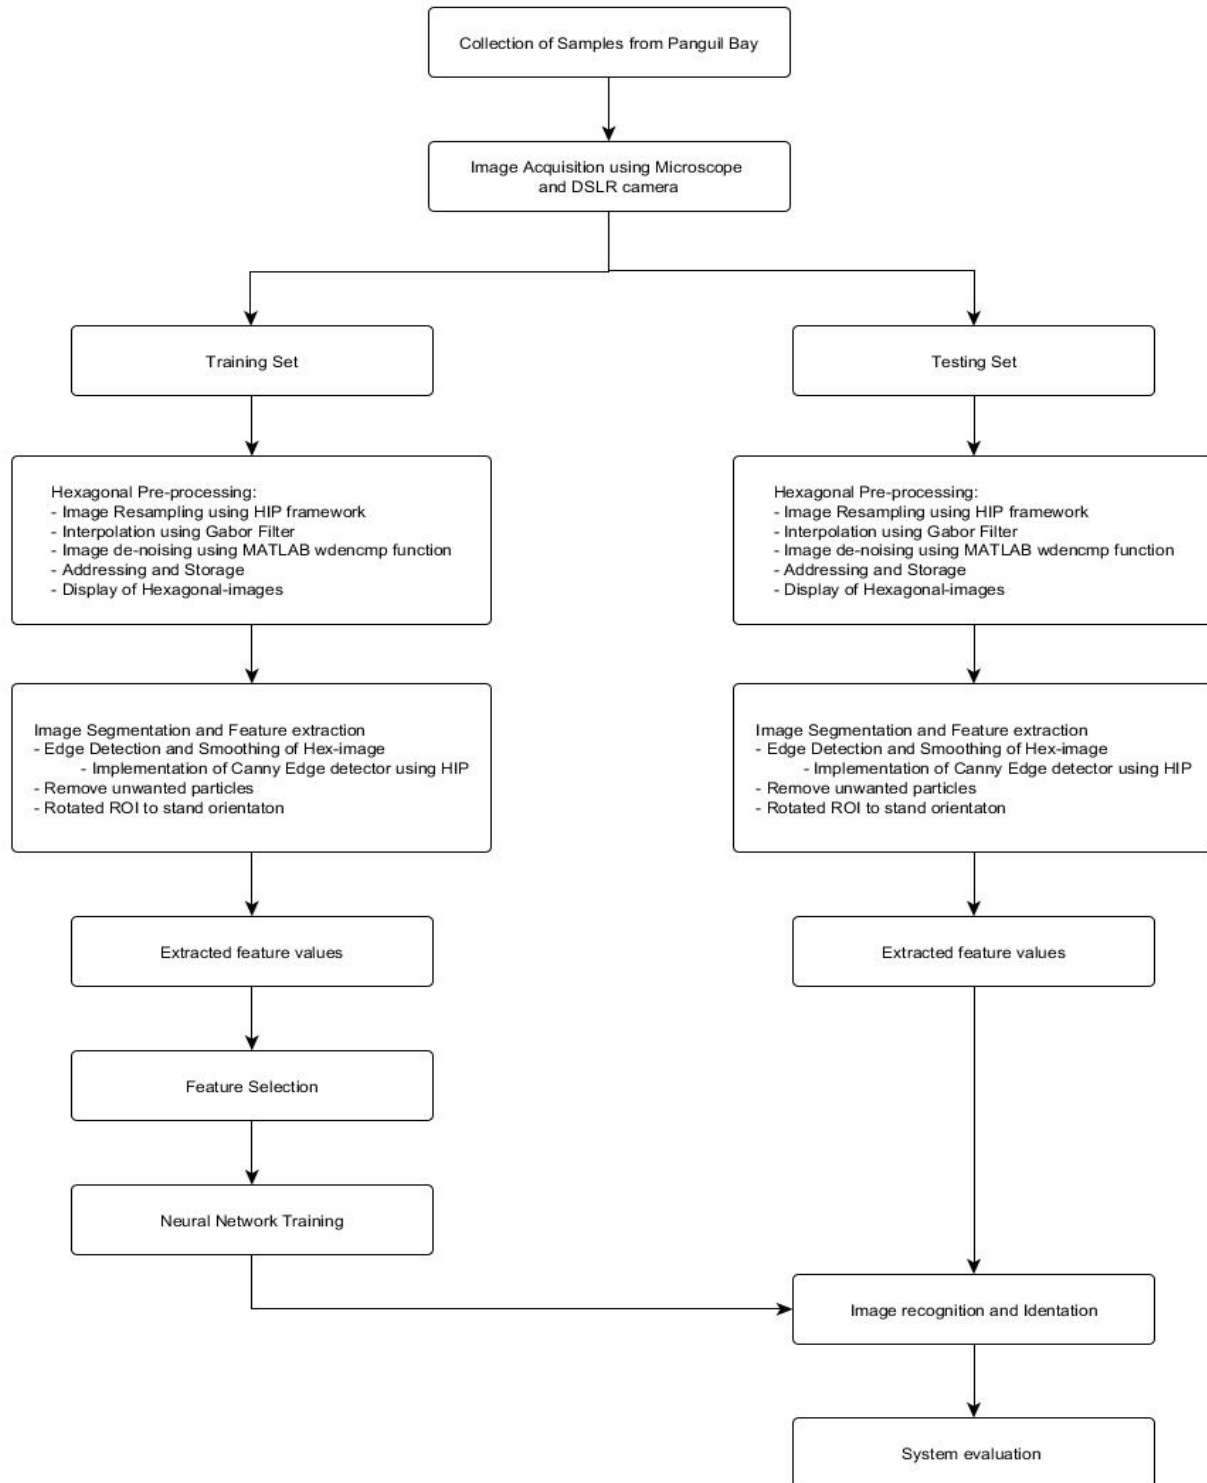 Collection of Samples from Panguil Bay
Image Acquisition using Microscope
and DSLR camera
Training Set
Testing Set
Hexagonal Pre-processing:
- Image Resampling using HIP framework
- Interpolation using Gabor Filter
- Image de-noising using MATLAB wdencmp function
- Addressing and Storage
- Display of Hexagonal-images
Hexagonal Pre-processing:
- Image Resampling using HIP framework
- Interpolation using Gabor Filter
- Image de-noising using MATLAB wdencmp function
- Addressing and Storage
- Display of Hexagonal-images
Image Segmentation and Feature extraction
- Edge Detection and Smoothing of Hex-image
- Implementation of Canny Edge detector using HIP
- Remove unwanted particles
- Rotated ROI to stand orientaton
Image Segmentation and Feature extraction
- Edge Detection and Smoothing of Hex-image
- Implementation of Canny Edge detector using HIP
- Remove unwanted particles
- Rotated ROI to stand orientaton
Extracted feature values
Extracted feature values
Feature Selection
Neural Network Training
Image recognition and Identation
System evaluation